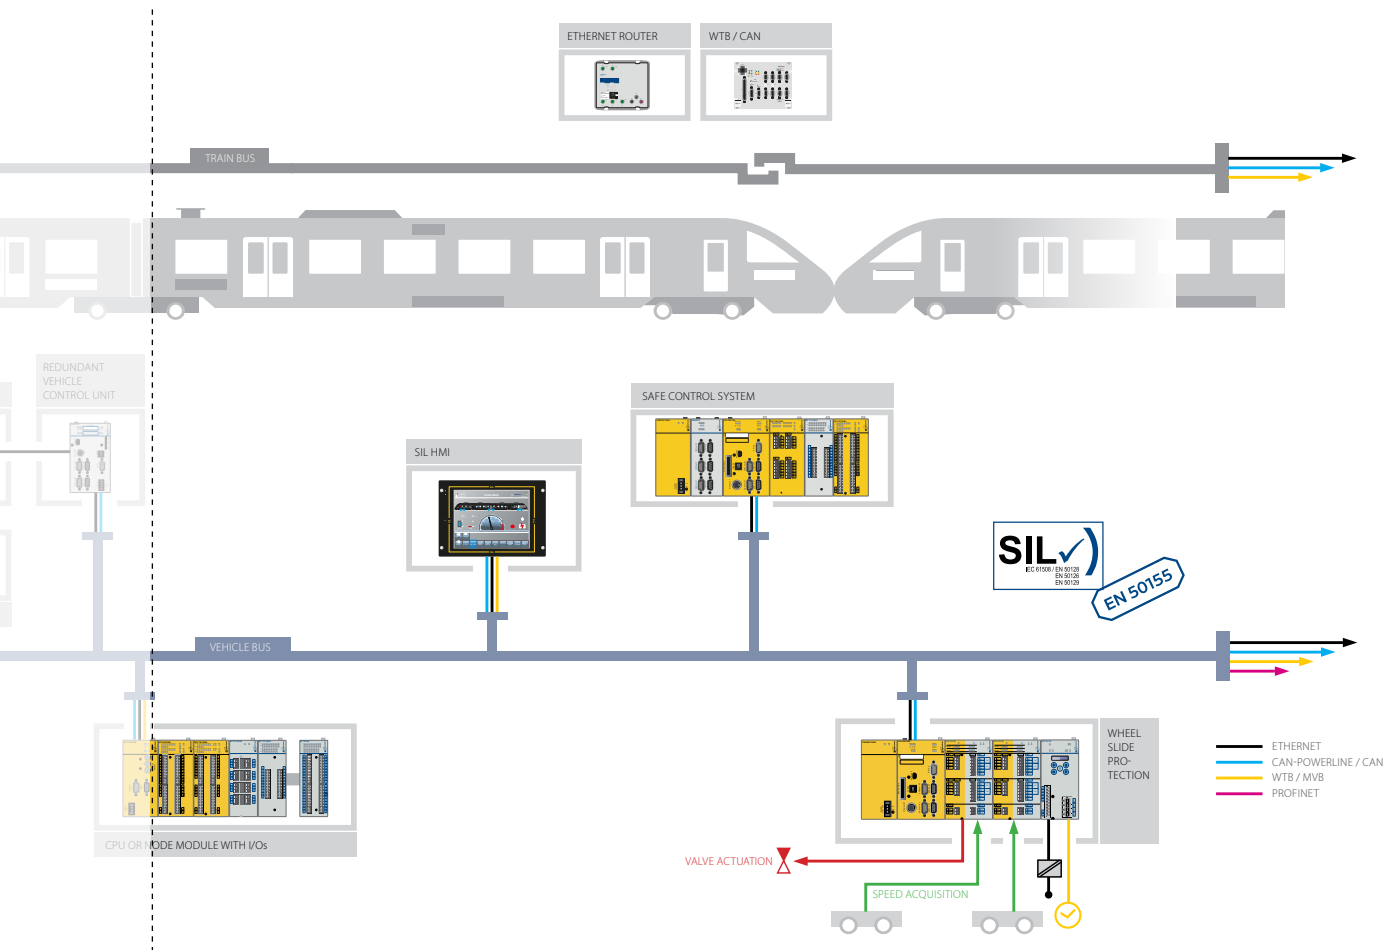 ETHERNET ROUTER
WTB / CAN
TRAIN BUS
REDUNDANT
VEHICLE
CONTROL UNIT
SAFE CONTROL SYSTEM
SIL HMI
SIL
IEC 61508 / EN 50128
EN 50126
EN 50129
EN 50155
VEHICLE BUS
WHEEL
SLIDE
PRO-
TECTION
ETHERNET
CAN-POWERLINE / CAN
WTB / MVB
PROFINET
CPU OR NODE MODULE WITH I/Os
VALVE ACTUATION
SPEED ACQUISITION